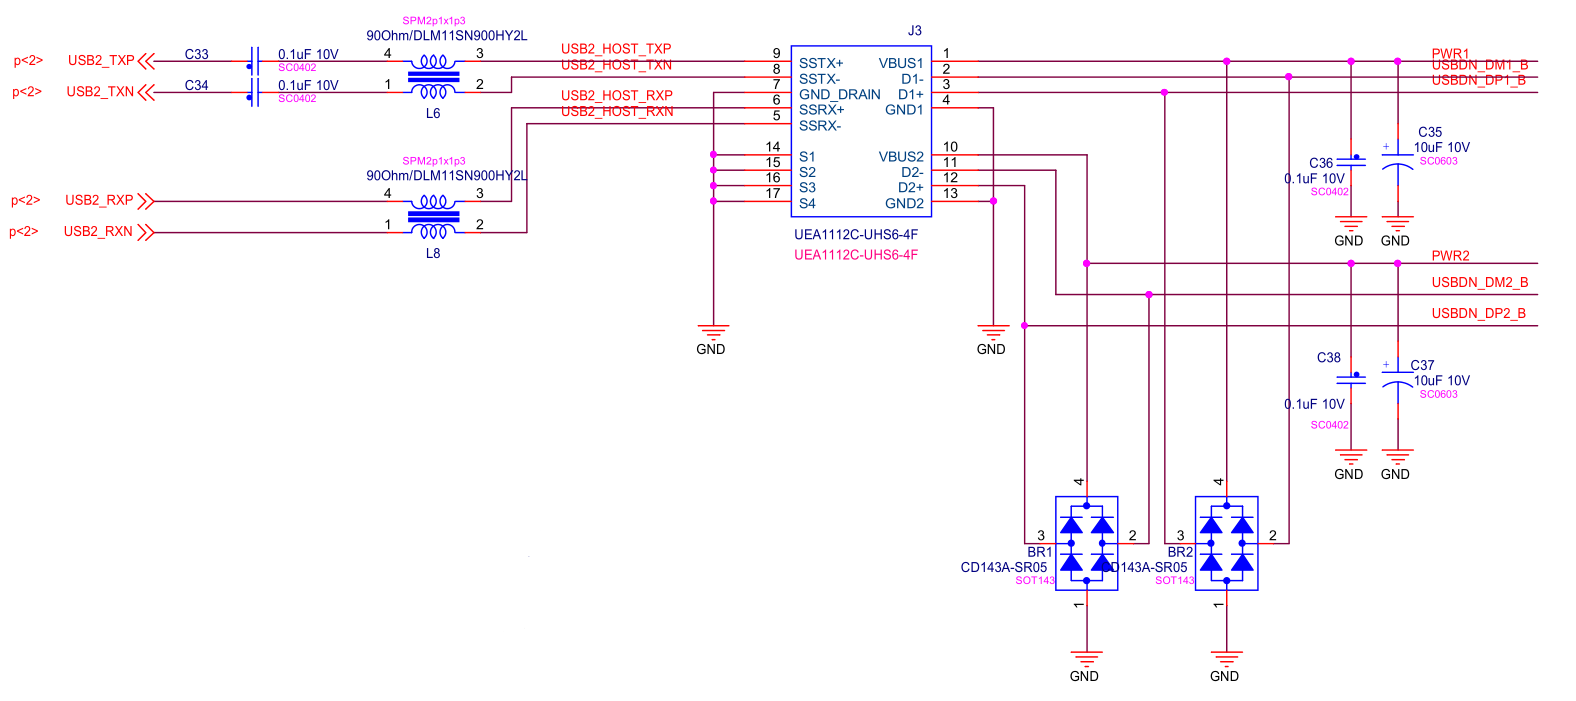 SPM2p1x1p3
90Ohm/DLM11SN900HY2L
J3
p<2> USB2_TXP C33 0.1uF 10V 4 3 USB2_HOST_TXP 9 SSTX+ VBUS1 1 PWR1
SC0402 USB2_HOST_TXN 8 SSTX- D1- 2 USBDN_DM1_B
p<2> USB2_TXN C34 0.1uF 10V 1 2 7 GND_DRAIN D1+ 3 USBDN_DP1_B
SC0402 USB2_HOST_RXP 6 SSRX+ GND1 4
L6 USB2_HOST_RXN 5 SSRX-
C35
10uF 10V
SC0603
+
C36
0.1uF 10V
SC0402
14 S1 VBUS2 10
15 S2 D2- 11
16 S3 D2+ 12
17 S4 GND2 13
SPM2p1x1p3
90Ohm/DLM11SN900HY2L
p<2> USB2_RXP 4 3
p<2> USB2_RXN 1 2
L8
UEA1112C-UHS6-4F
UEA1112C-UHS6-4F
GND GND
PWR2
USBDN_DM2_B
USBDN_DP2_B
GND GND
C38 C37
+
10uF 10V
SC0603
0.1uF 10V
SC0402
GND GND
4 4
3 2 3 2
BR1 BR2
CD143A-SR05 CD143A-SR05
SOT143 SOT143
1 1
GND GND